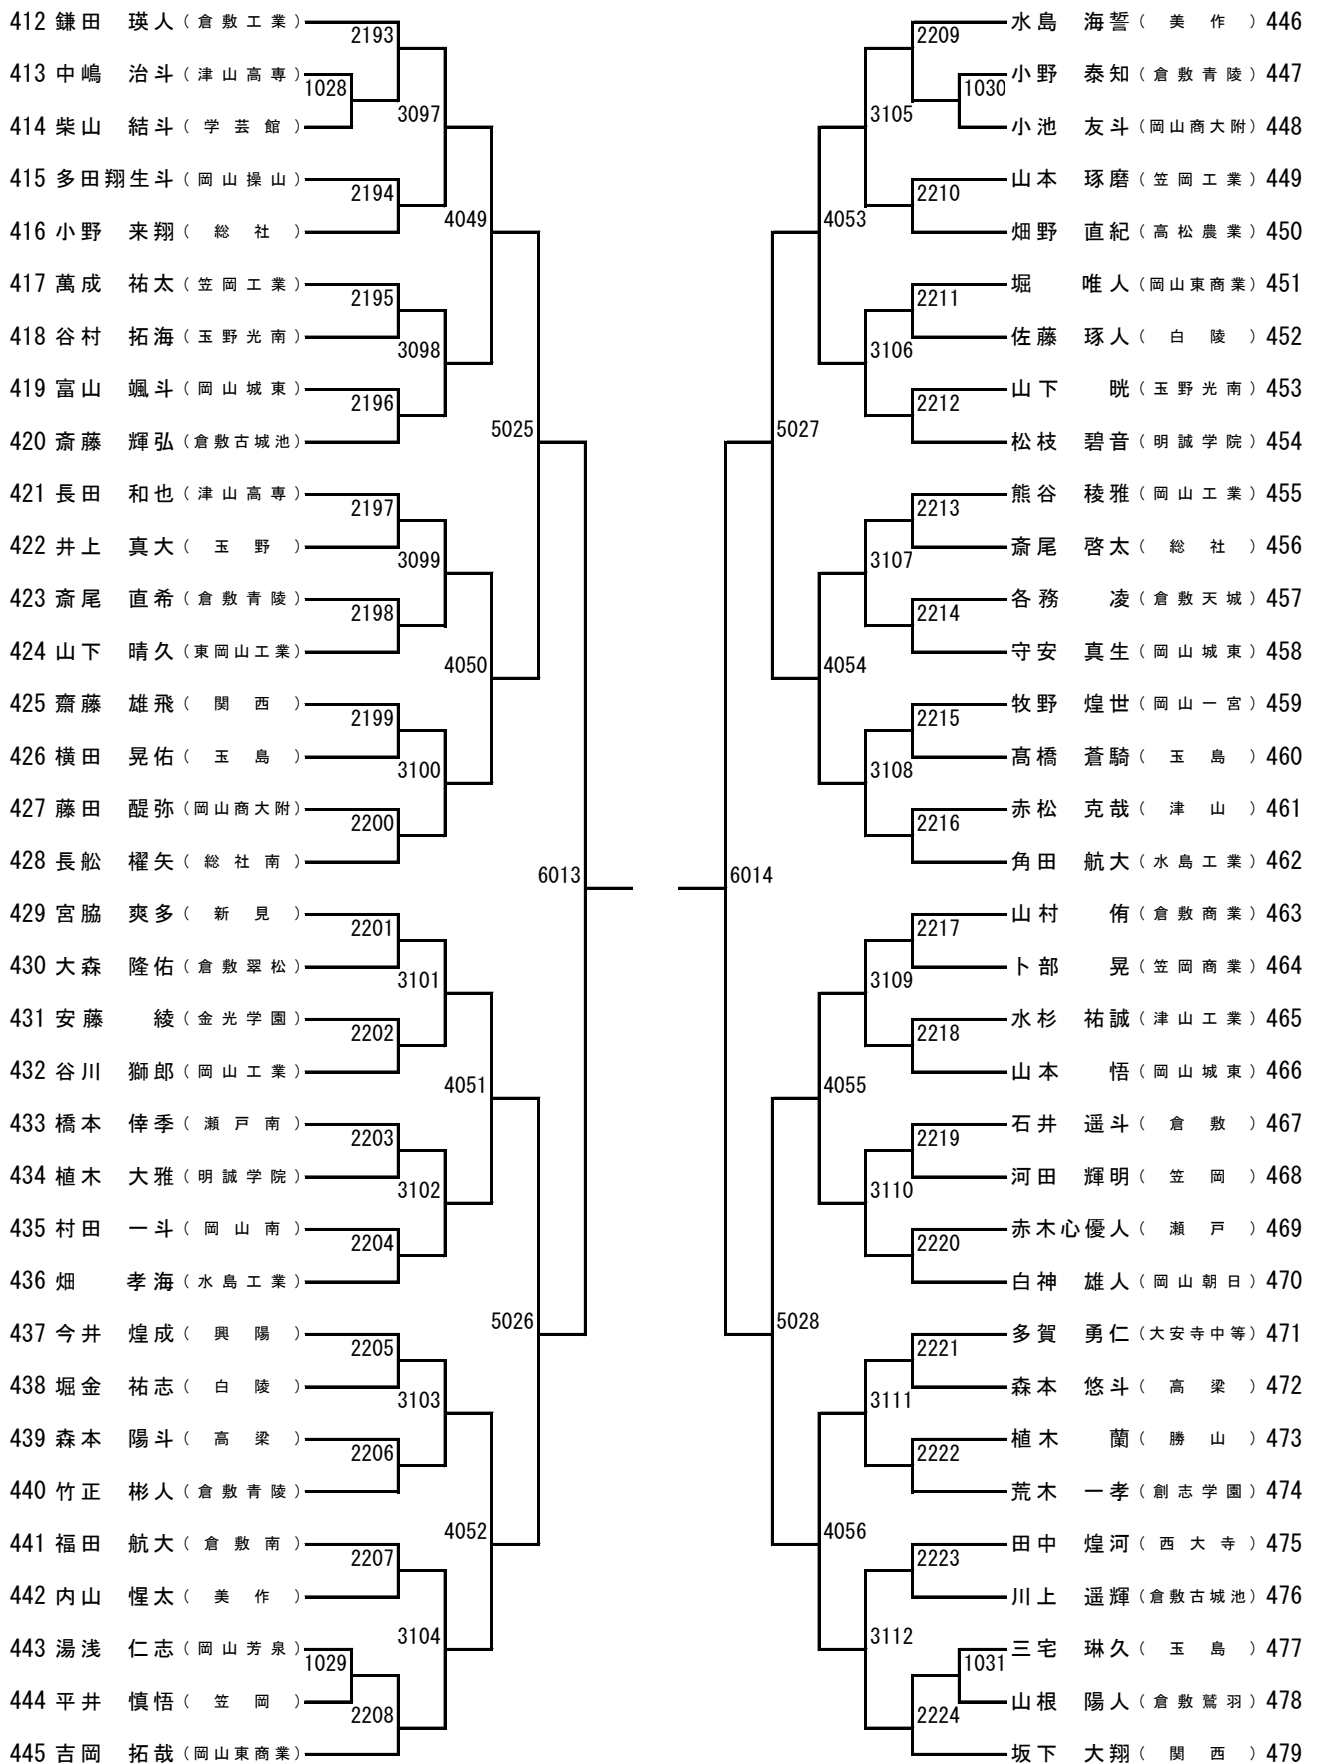 412 鎌田 瑛人 (倉敷工業)
2193
413 中嶋 治斗 (津山高専)
1028
3097
414 柴山 結斗 (学芸館)
415 多田翔生斗 (岡山操山)
2194
4049
416 小野 来翔 (総社)
417 萬成 祐太 (笠岡工業)
2195
418 谷村 拓海 (玉野光南)
3098
419 富山 颯斗 (岡山城東)
2196
5025
420 斎藤 輝弘 (倉敷古城池)
421 長田 和也 (津山高専)
2197
422 井上 真大 (玉野)
3099
423 斎尾 直希 (倉敷青陵)
2198
424 山下 晴久 (東岡山工業)
4050
425 齋藤 雄飛 (関西)
2199
426 横田 晃佑 (玉島)
3100
427 藤田 醍弥 (岡山商大附)
2200
428 長舩 櫂矢 (総社南)
6013
429 宮脇 爽多 (新見)
2201
430 大森 隆佑 (倉敷翠松)
3101
431 安藤 綾 (金光学園)
2202
432 谷川 獅郎 (岡山工業)
4051
433 橋本 倖季 (瀬戸南)
2203
434 植木 大雅 (明誠学院)
3102
435 村田 一斗 (岡山南)
2204
436 畑 孝海 (水島工業)
5026
437 今井 煌成 (興陽)
2205
438 堀金 祐志 (白陵)
3103
439 森本 陽斗 (高梁)
2206
440 竹正 彬人 (倉敷青陵)
4052
441 福田 航大 (倉敷南)
2207
442 内山 惺太 (美作)
3104
443 湯浅 仁志 (岡山芳泉)
1029
444 平井 慎悟 (笠岡)
2208
445 吉岡 拓哉 (岡山東商業)
水島 海誓 (美作) 446
2209
小野 泰知 (倉敷青陵) 447
1030
3105
小池 友斗 (岡山商大附) 448
山本 琢磨 (笠岡工業) 449
2210
4053
畑野 直紀 (高松農業) 450
堀 唯人 (岡山東商業) 451
2211
佐藤 琢人 (白陵) 452
3106
山下 晄 (玉野光南) 453
2212
5027
松枝 碧音 (明誠学院) 454
熊谷 稜雅 (岡山工業) 455
2213
斎尾 啓太 (総社) 456
3107
各務 凌 (倉敷天城) 457
2214
守安 真生 (岡山城東) 458
4054
牧野 煌世 (岡山一宮) 459
2215
髙橋 蒼騎 (玉島) 460
3108
赤松 克哉 (津山) 461
2216
角田 航大 (水島工業) 462
6014
山村 侑 (倉敷商業) 463
2217
卜部 晃 (笠岡商業) 464
3109
水杉 祐誠 (津山工業) 465
2218
山本 悟 (岡山城東) 466
4055
石井 遥斗 (倉敷) 467
2219
河田 輝明 (笠岡) 468
3110
赤木心優人 (瀬戸) 469
2220
白神 雄人 (岡山朝日) 470
5028
多賀 勇仁 (大安寺中等) 471
2221
森本 悠斗 (高梁) 472
3111
植木 蘭 (勝山) 473
2222
荒木 一孝 (創志学園) 474
4056
田中 煌河 (西大寺) 475
2223
川上 遥輝 (倉敷古城池) 476
3112
三宅 琳久 (玉島) 477
1031
山根 陽人 (倉敷鷲羽) 478
2224
坂下 大翔 (関西) 479